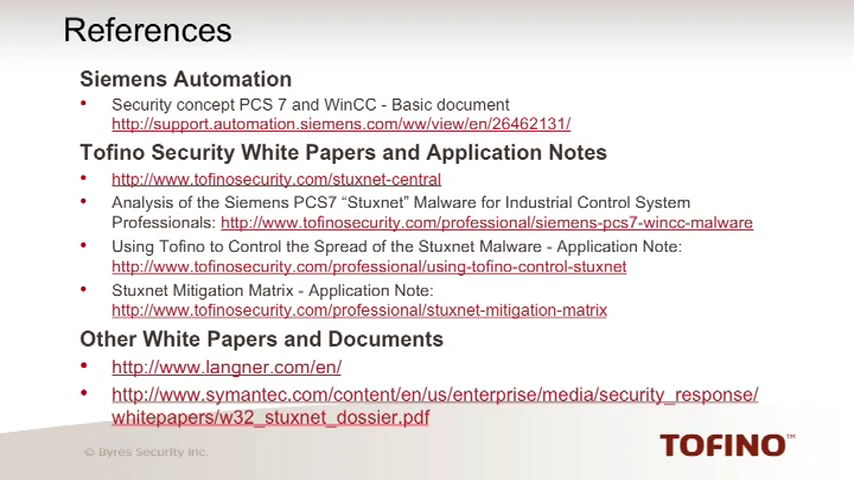 References
Siemens Automation
• Security concept PCS 7 and WinCC - Basic document
http://support.automation.siemens.com/ww/view/en/26462131/
Tofino Security White Papers and Application Notes
• http://www.tofinosecurity.com/stuxnet-central
• Analysis of the Siemens PCS7 “Stuxnet” Malware for Industrial Control System
Professionals: http://www.tofinosecurity.com/professional/siemens-pcs7-wincc-malware
• Using Tofino to Control the Spread of the Stuxnet Malware - Application Note:
http://www.tofinosecurity.com/professional/using-tofino-control-stuxnet
• Stuxnet Mitigation Matrix - Application Note:
http://www.tofinosecurity.com/professional/stuxnet-mitigation-matrix
Other White Papers and Documents
• http://www.langner.com/en/
• http://www.symantec.com/content/en/us/enterprise/media/security_response/
whitepapers/w32_stuxnet_dossier.pdf
© Byres Security Inc.
TOFINO™